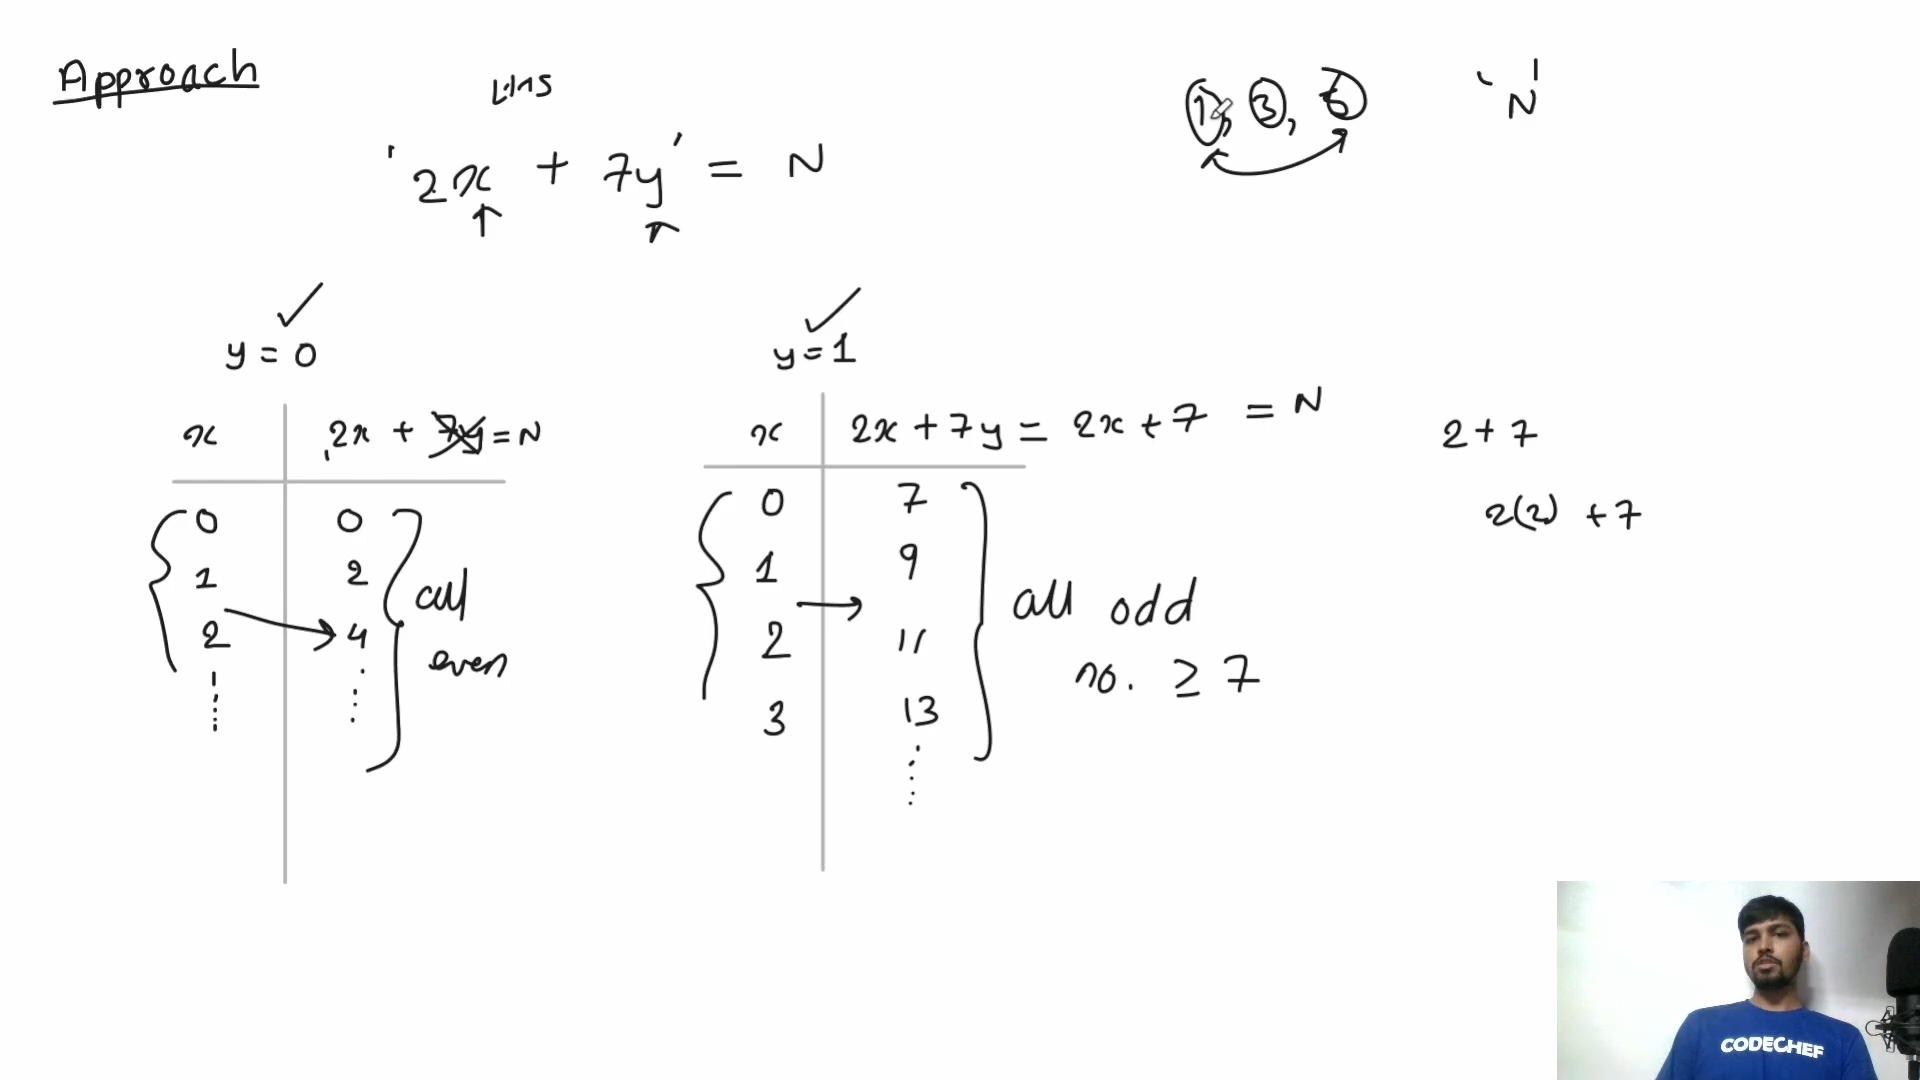 Approach
LHS
'2x + 7y' = N
1, 3, 5
'N'
y = 0
x
2x + 7y = N
0 0
1 2
2 4
all
even
y = 1
x
2x + 7y = 2x + 7 = N
0 7
1 9
2 11
3 13
all odd
no. ≥ 7
2 + 7
2(2) + 7
CODECHEF